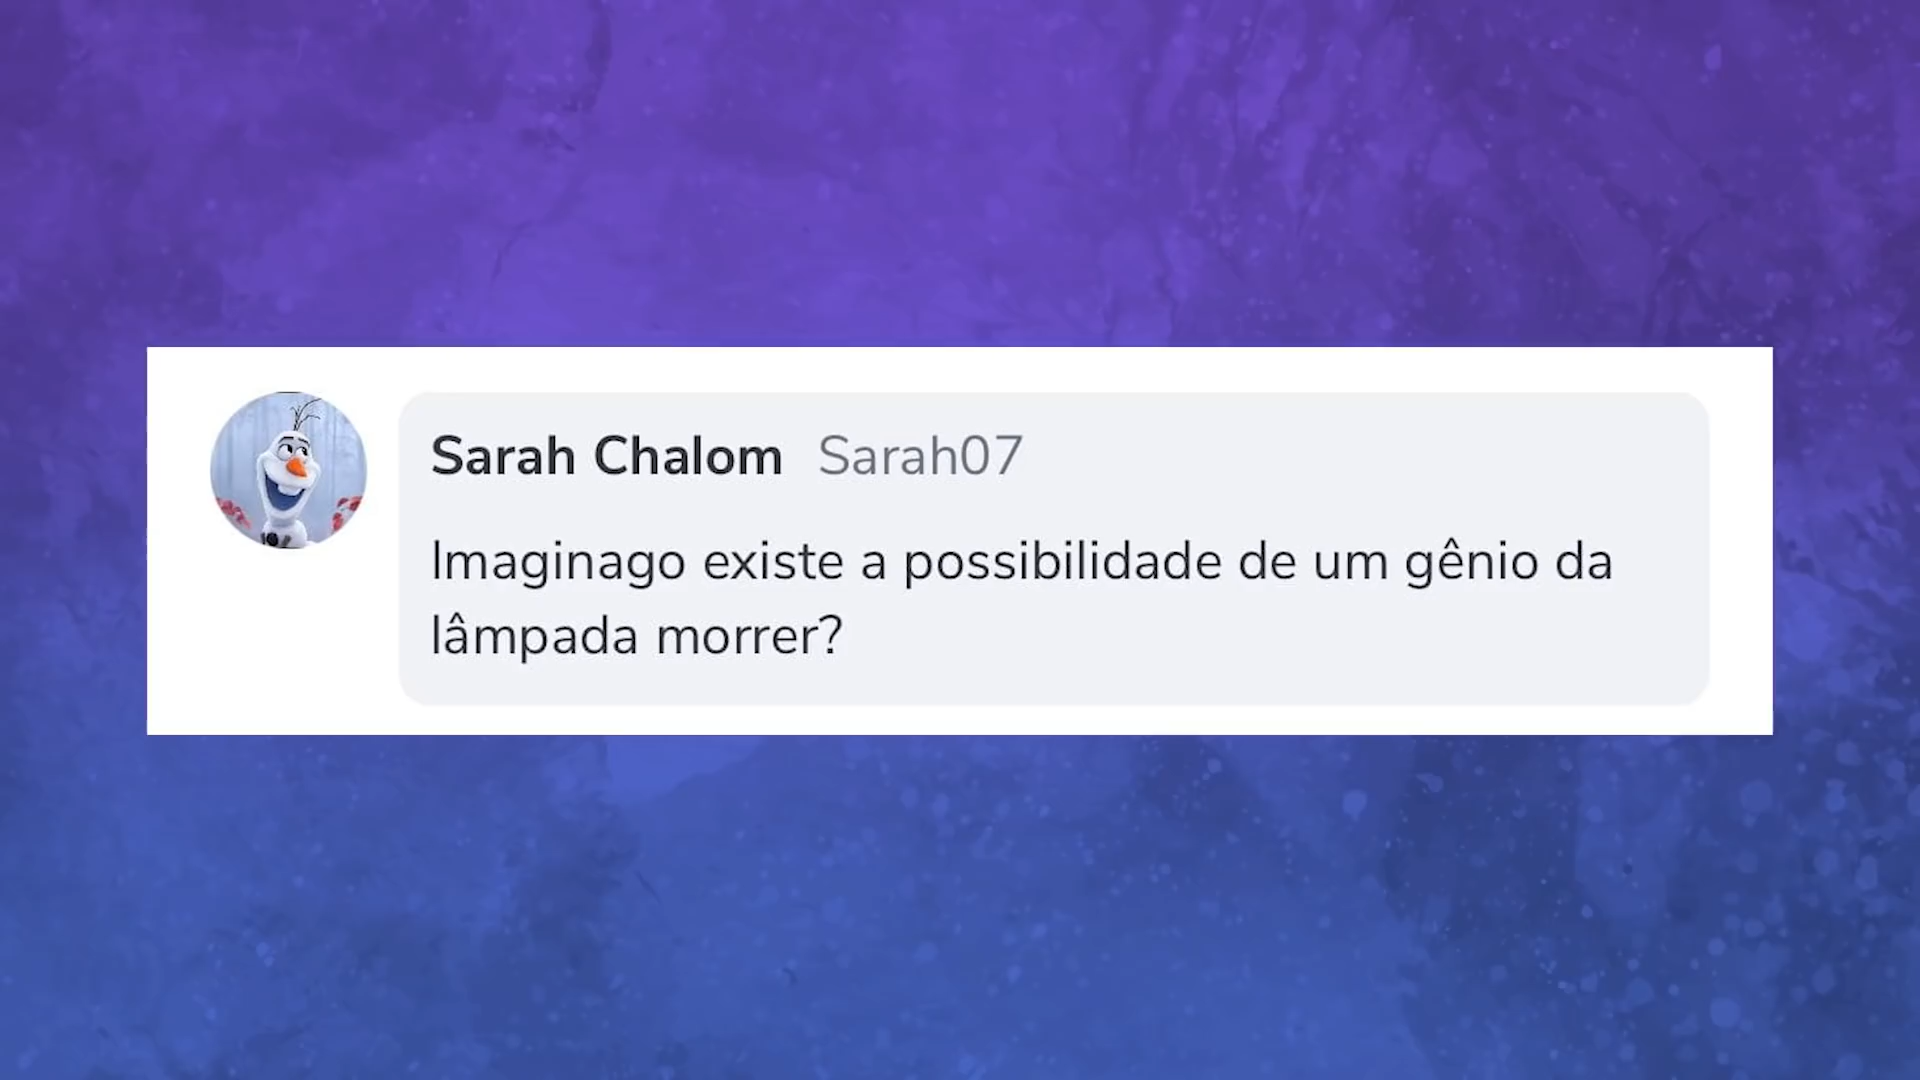 Sarah Chalom Sarah07
Imaginago existe a possibilidade de um gênio da
lâmpada morrer?